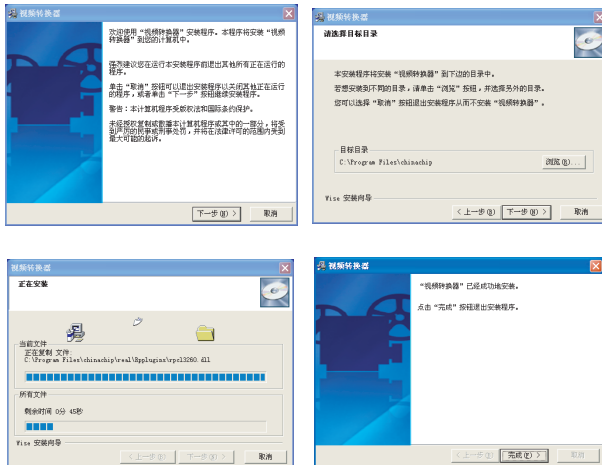 视频转换器
欢迎使用“视频转换器”安装程序。本程序将安装“视频
转换器”到您的计算机中。
强烈建议您在运行本安装程序前退出其他所有正在运行的
程序。
单击“取消”按钮可以退出安装程序以关闭其他正在运行
的程序，或者单击“下一步”按钮继续安装程序。
警告：本计算机程序受版权法和国际条约保护。
未经授权复制或散播本计算机程序或其中的一部分，将受
到严厉的民事或刑事处罚，并将在法律许可的范围内受到
最大可能的起诉。
下一步(N) >
取消
视频转换器
请选择目标目录
本安装程序将安装“视频转换器”到下边的目录中。
若想安装到不同的目录，请单击“浏览”按钮，并选择另外的目录。
您可以选择“取消”按钮退出安装程序从而不安装“视频转换器”。
目标目录
C:\Program Files\chinachip
浏览(R)...
Wise 安装向导
< 上一步(B)
下一步(N) >
取消
视频转换器
正在安装
当前文件
正在复制 文件:
C:\Program Files\chinachip\real\Rpplugins\rpcl3260.dll
所有文件
剩余时间 0分 45秒
Wise 安装向导
< 上一步(B)
下一步(N) >
取消
视频转换器
“视频转换器”已经成功地安装。
点击“完成”按钮退出安装程序。
< 上一步(B)
完成(F) >
取消